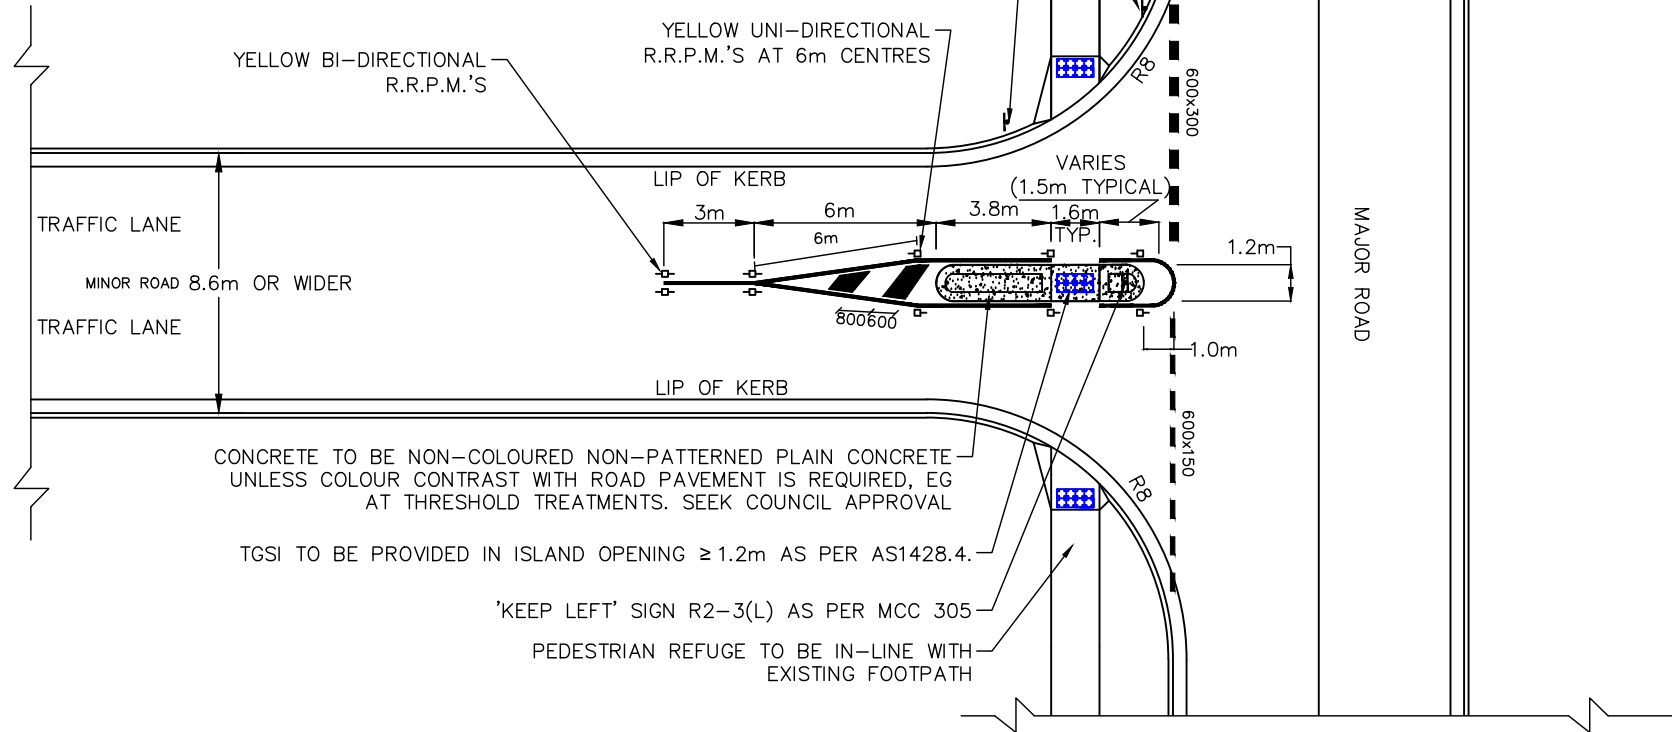 YELLOW UNI-DIRECTIONAL
R.R.P.M.'S AT 6m CENTRES
YELLOW BI-DIRECTIONAL
R.R.P.M.'S
R8
600x300
VARIES
(1.5m TYPICAL)
LIP OF KERB
3m
6m
3.8m
1.6m
TYP.
6m
1.2m
TRAFFIC LANE
MINOR ROAD 8.6m OR WIDER
TRAFFIC LANE
800
600
1.0m
MAJOR ROAD
LIP OF KERB
600x150
R8
CONCRETE TO BE NON-COLOURED NON-PATTERNED PLAIN CONCRETE
UNLESS COLOUR CONTRAST WITH ROAD PAVEMENT IS REQUIRED, EG
AT THRESHOLD TREATMENTS. SEEK COUNCIL APPROVAL
TGSI TO BE PROVIDED IN ISLAND OPENING ≥1.2m AS PER AS1428.4.
'KEEP LEFT' SIGN R2-3(L) AS PER MCC 305
PEDESTRIAN REFUGE TO BE IN-LINE WITH
EXISTING FOOTPATH